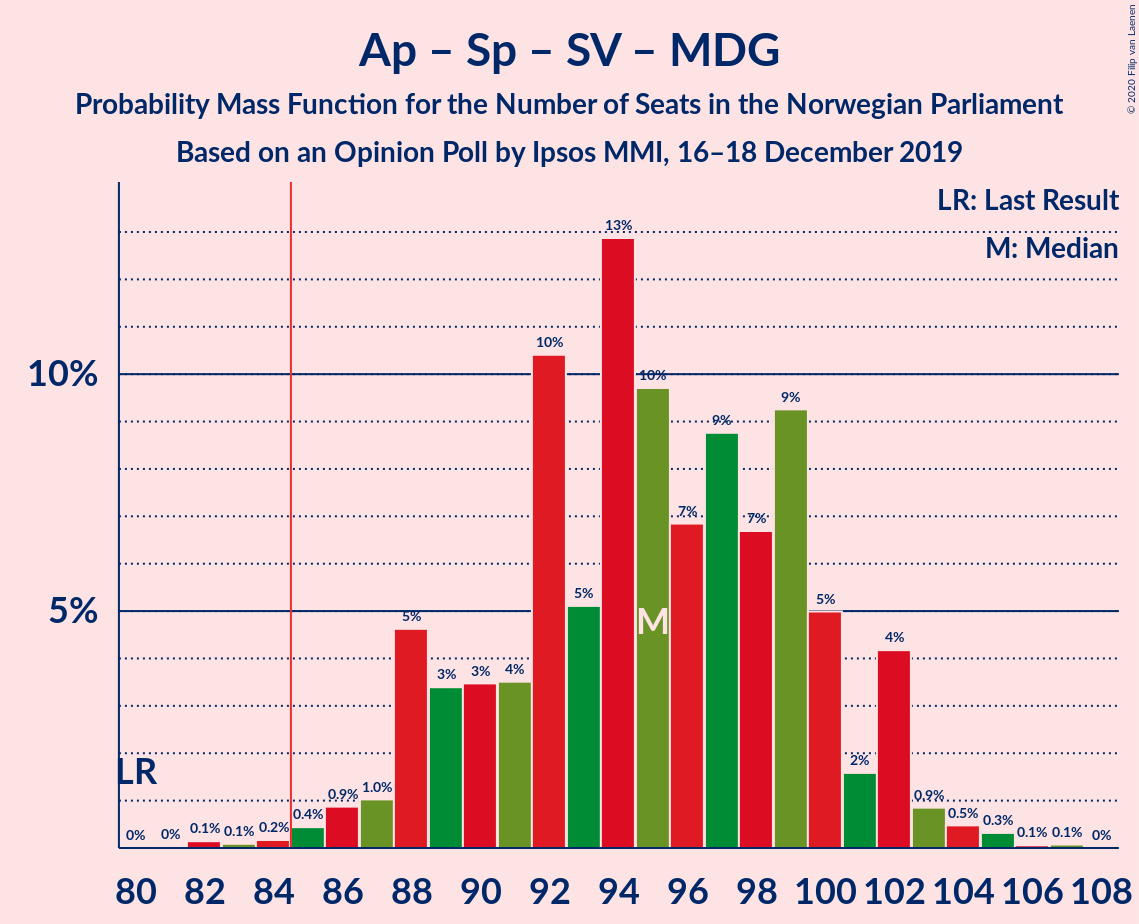 Ap – Sp – SV – MDG
Probability Mass Function for the Number of Seats in the Norwegian Parliament
Based on an Opinion Poll by Ipsos MMI, 16–18 December 2019
© 2020 Filip van Laenen
LR: Last Result
M: Median
10%
5%
LR
M
0% 0% 0.1% 0.1% 0.2% 0.4% 0.9% 1.0% 5% 3% 3% 4% 10% 5% 13% 10% 7% 9% 7% 9% 5% 2% 4% 0.9% 0.5% 0.3% 0.1% 0.1% 0%
80 82 84 86 88 90 92 94 96 98 100 102 104 106 108